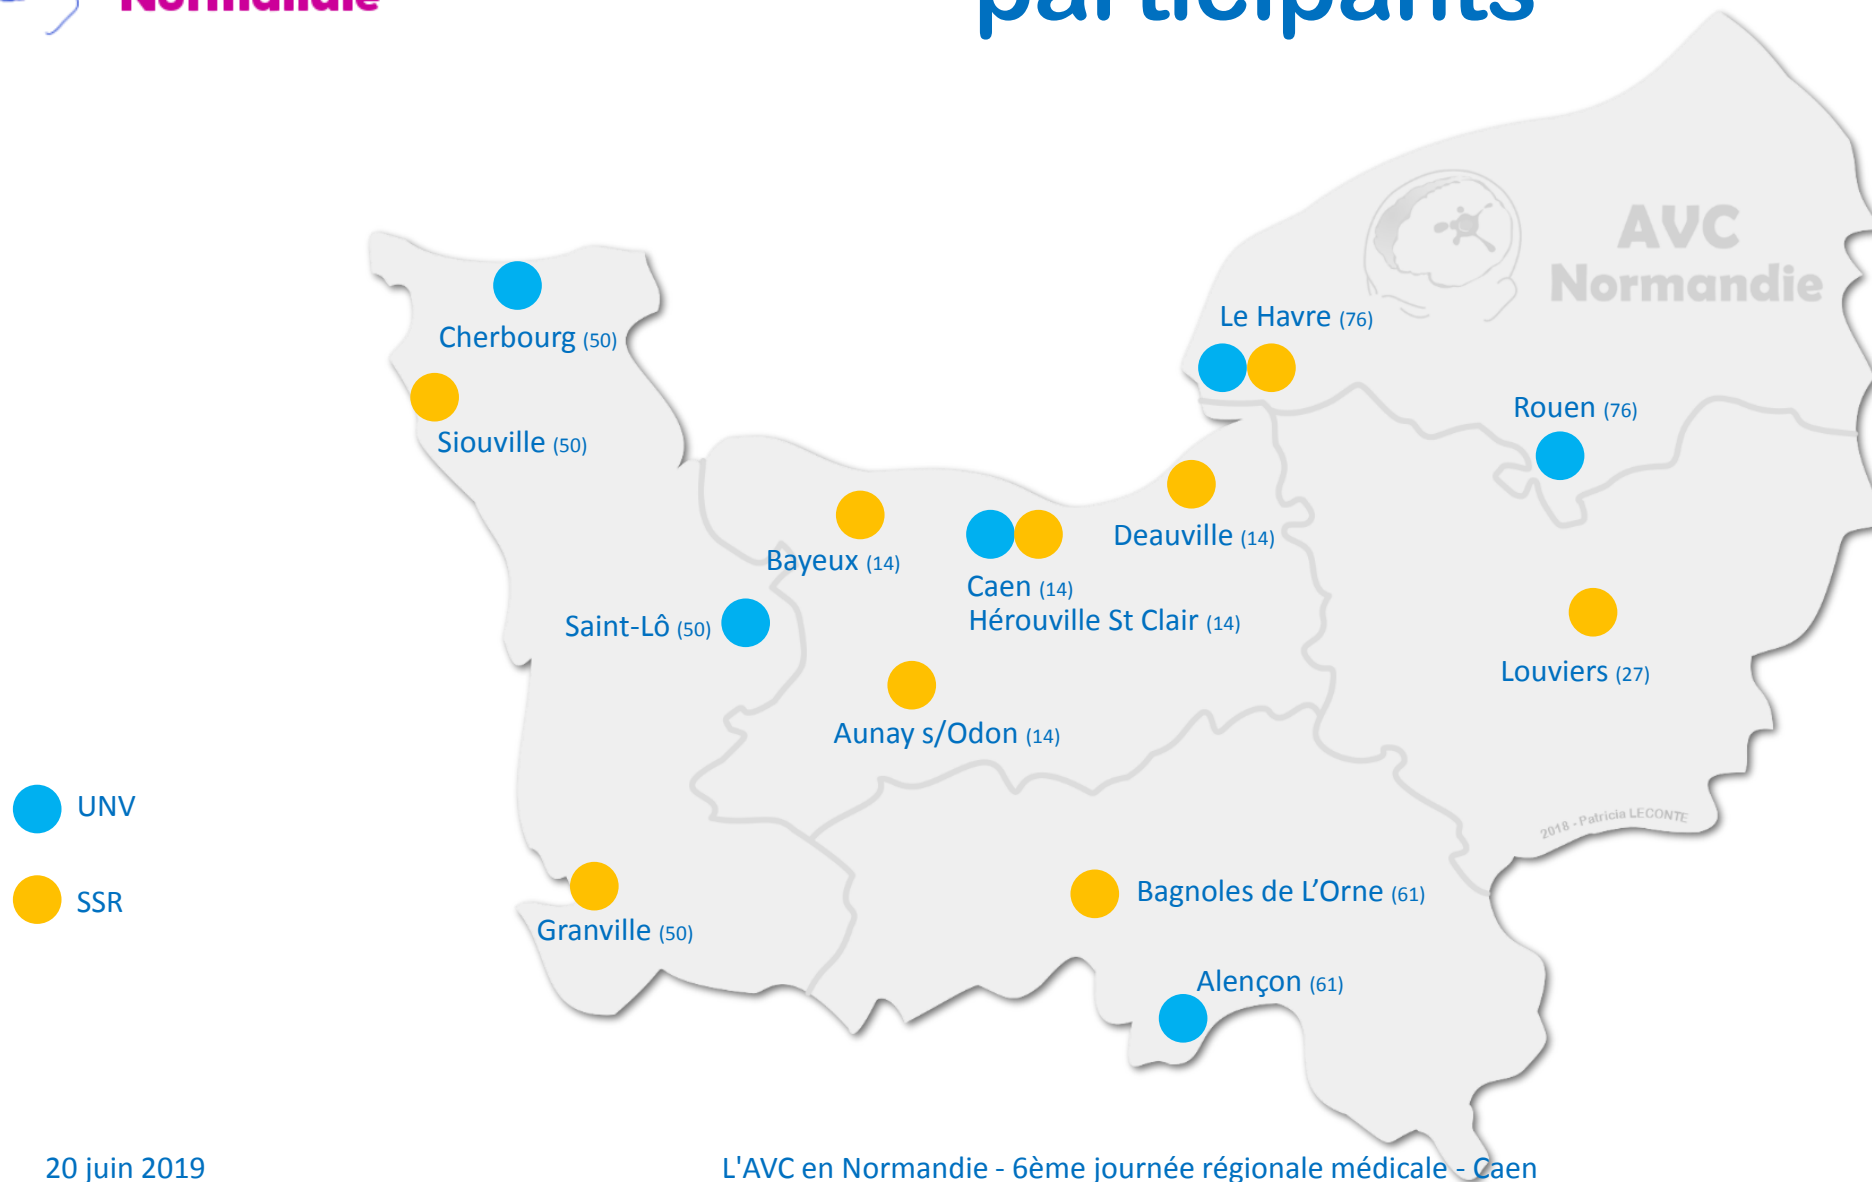 Normandie
participants
AVC
Normandie
Cherbourg (50)
Le Havre (76)
Siouville (50)
Rouen (76)
Bayeux (14)
Deauville (14)
Caen (14)
Hérouville St Clair (14)
Saint-Lô (50)
Louviers (27)
Aunay s/Odon (14)
UNV
2018 - Patricia LECONTE
SSR
Granville (50)
Bagnoles de L’Orne (61)
Alençon (61)
20 juin 2019
L'AVC en Normandie - 6ème journée régionale médicale - Caen